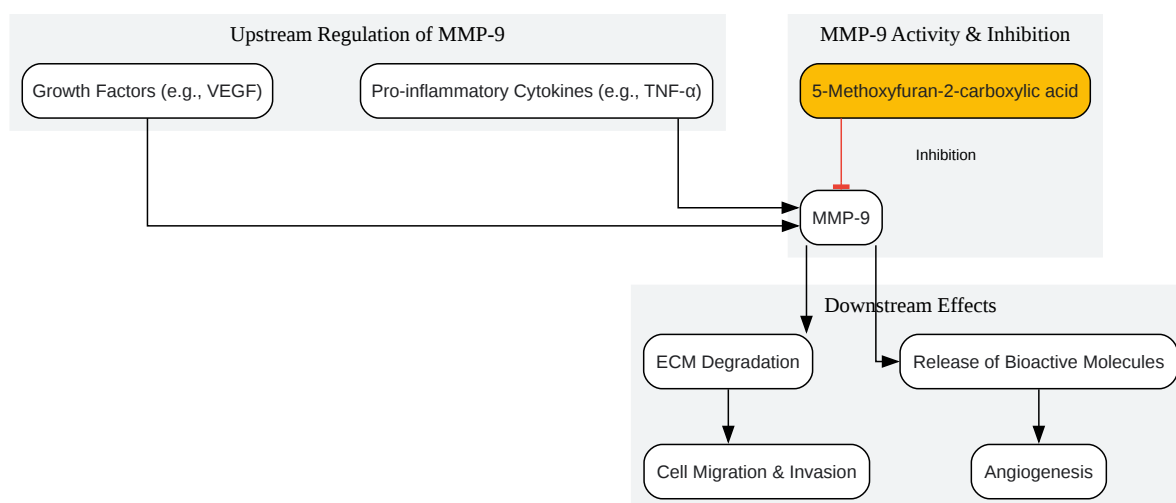 Upstream Regulation of MMP-9
MMP-9 Activity & Inhibition
Growth Factors (e.g., VEGF)
Pro-inflammatory Cytokines (e.g., TNF-α)
5-Methoxyfuran-2-carboxylic acid
Inhibition
MMP-9
Downstream Effects
ECM Degradation
Release of Bioactive Molecules
Cell Migration & Invasion
Angiogenesis